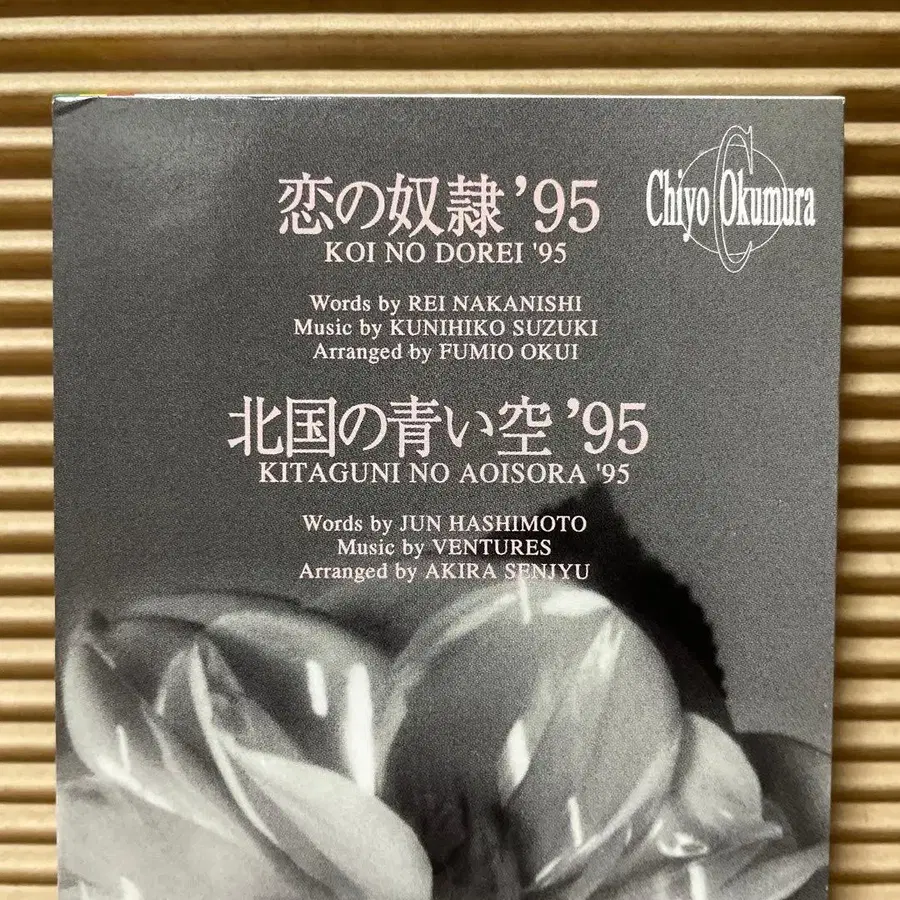 恋の奴隷 ’95
Chiyo Okumura
KOI NO DOREI '95
Words by REI NAKANISHI
Music by KUNIHIKO SUZUKI
Arranged by FUMIO OKUI
北国の青い空 ’95
KITAGUNI NO AOISORA '95
Words by JUN HASHIMOTO
Music by VENTURES
Arranged by AKIRA SENJYU